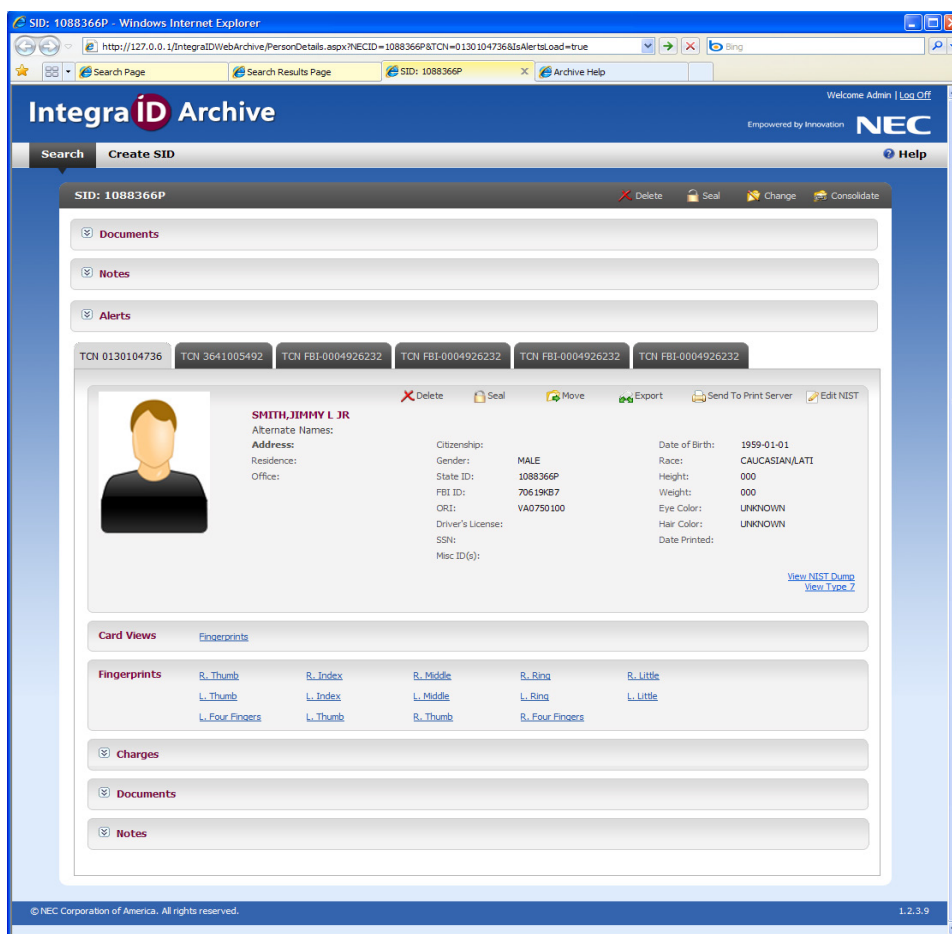 SID: 1088366P - Windows Internet Explorer
http://127.0.0.1/IntegraIDWebArchive/PersonDetails.aspx?NECID=1088366P&TCN=0130104736&IsAlertsLoad=true
Bing
Search Page Search Results Page SID: 1088366P Archive Help
Welcome Admin | Log Off
Integra ID Archive
Empowered by Innovation NEC
Search Create SID Help
SID: 1088366P Delete Seal Change Consolidate
Documents
Notes
Alerts
TCN 0130104736 TCN 3641005492 TCN FBI-0004926232 TCN FBI-0004926232 TCN FBI-0004926232 TCN FBI-0004926232
Delete Seal Move Export Send To Print Server Edit NIST
SMITH,JIMMY L JR
Alternate Names:
Address: Citizenship: Date of Birth: 1959-01-01
Residence: Gender: MALE Race: CAUCASIAN/LATI
Office: State ID: 1088366P Height: 000
FBI ID: 70619KB7 Weight: 000
ORI: VA0750100 Eye Color: UNKNOWN
Driver's License: Hair Color: UNKNOWN
SSN: Date Printed:
Misc ID(s):
View NIST Dump
View Type 7
Card Views Fingerprints
Fingerprints R. Thumb R. Index R. Middle R. Ring R. Little
L. Thumb L. Index L. Middle L. Ring L. Little
L. Four Fingers L. Thumb R. Thumb R. Four Fingers
Charges
Documents
Notes
© NEC Corporation of America. All rights reserved. 1.2.3.9